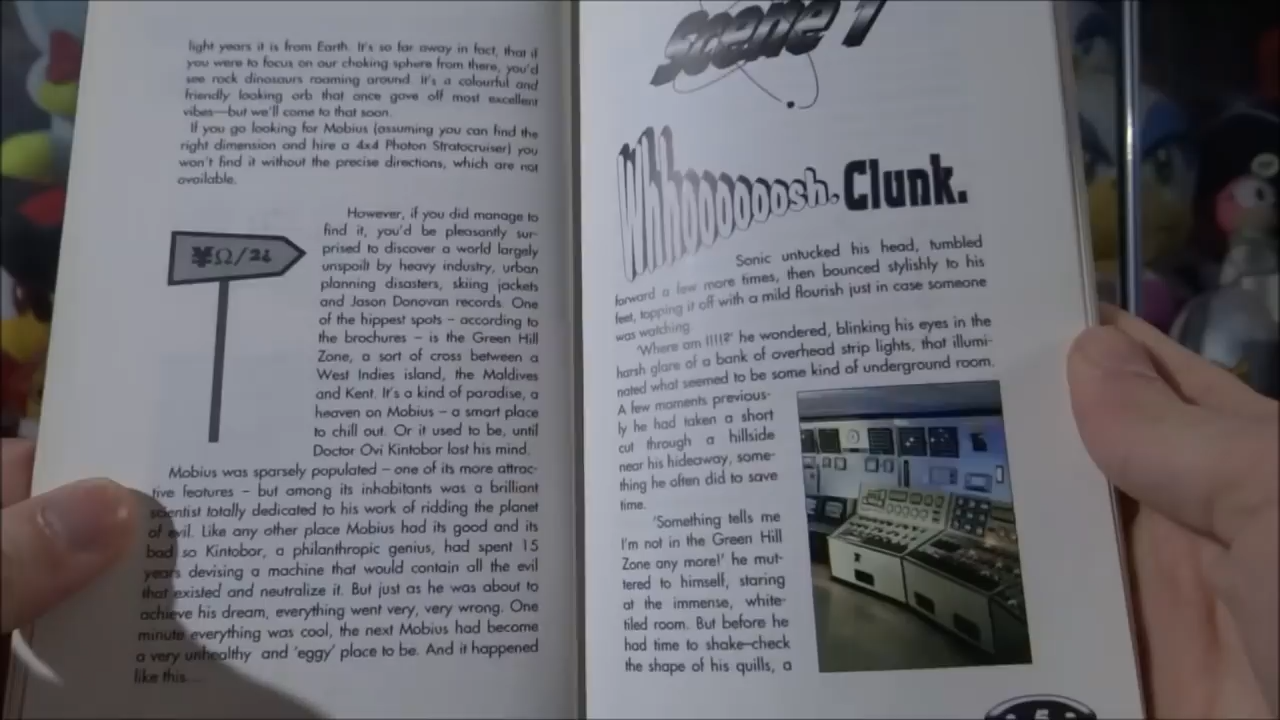 light years it is from Earth. It's so far away in fact, that if
you were to focus on our choking sphere from there, you'd
see rock dinosaurs roaming around. It's a colourful and
friendly looking orb that once gave off most excellent
vibes—but we'll come to that soon.
If you go looking for Mobius (assuming you can find the
right dimension and hire a 4x4 Photon Stratocruiser) you
won't find it without the precise directions, which are not
available.
However, if you did manage to
find it, you'd be pleasantly sur-
prised to discover a world largely
unspoilt by heavy industry, urban
planning disasters, skiing jackets
and Jason Donovan records. One
of the hippest spots – according to
the brochures – is the Green Hill
Zone, a sort of cross between a
West Indies island, the Maldives
and Kent. It's a kind of paradise, a
heaven on Mobius – a smart place
to chill out. Or it used to be, until
Doctor Ovi Kintobor lost his mind.
Mobius was sparsely populated – one of its more attrac-
tive features – but among its inhabitants was a brilliant
scientist totally dedicated to his work of ridding the planet
of evil. Like any other place Mobius had its good and its
bad so Kintobor, a philanthropic genius, had spent 15
years devising a machine that would contain all the evil
that existed and neutralize it. But just as he was about to
achieve his dream, everything went very, very wrong. One
minute everything was cool, the next Mobius had become
a very unhealthy and 'eggy' place to be. And it happened
like this...
Scene 1
Whhoooooosh. Clunk.
Sonic untucked his head, tumbled
forward a few more times, then bounced stylishly to his
feet, topping it off with a mild flourish just in case someone
was watching.
'Where am IIII?' he wondered, blinking his eyes in the
harsh glare of a bank of overhead strip lights, that illumi-
nated what seemed to be some kind of underground room.
A few moments previous-
ly he had taken a short
cut through a hillside
near his hideaway, some-
thing he often did to save
time.
'Something tells me
I'm not in the Green Hill
Zone any more!' he mut-
tered to himself, staring
at the immense, white-
tiled room. But before he
had time to shake–check
the shape of his quills, a